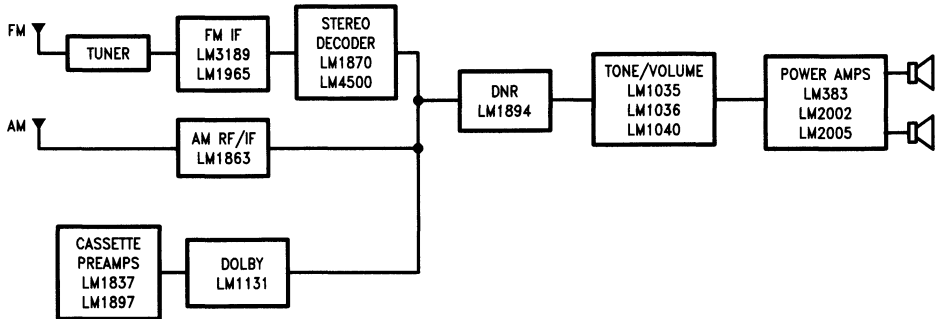 FM
TUNER
FM IF
LM3189
LM1965
STEREO
DECODER
LM1870
LM4500
AM
AM RF/IF
LM1863
CASSETTE
PREAMPS
LM1837
LM1897
DOLBY
LM1131
DNR
LM1894
TONE/VOLUME
LM1035
LM1036
LM1040
POWER AMPS
LM383
LM2002
LM2005